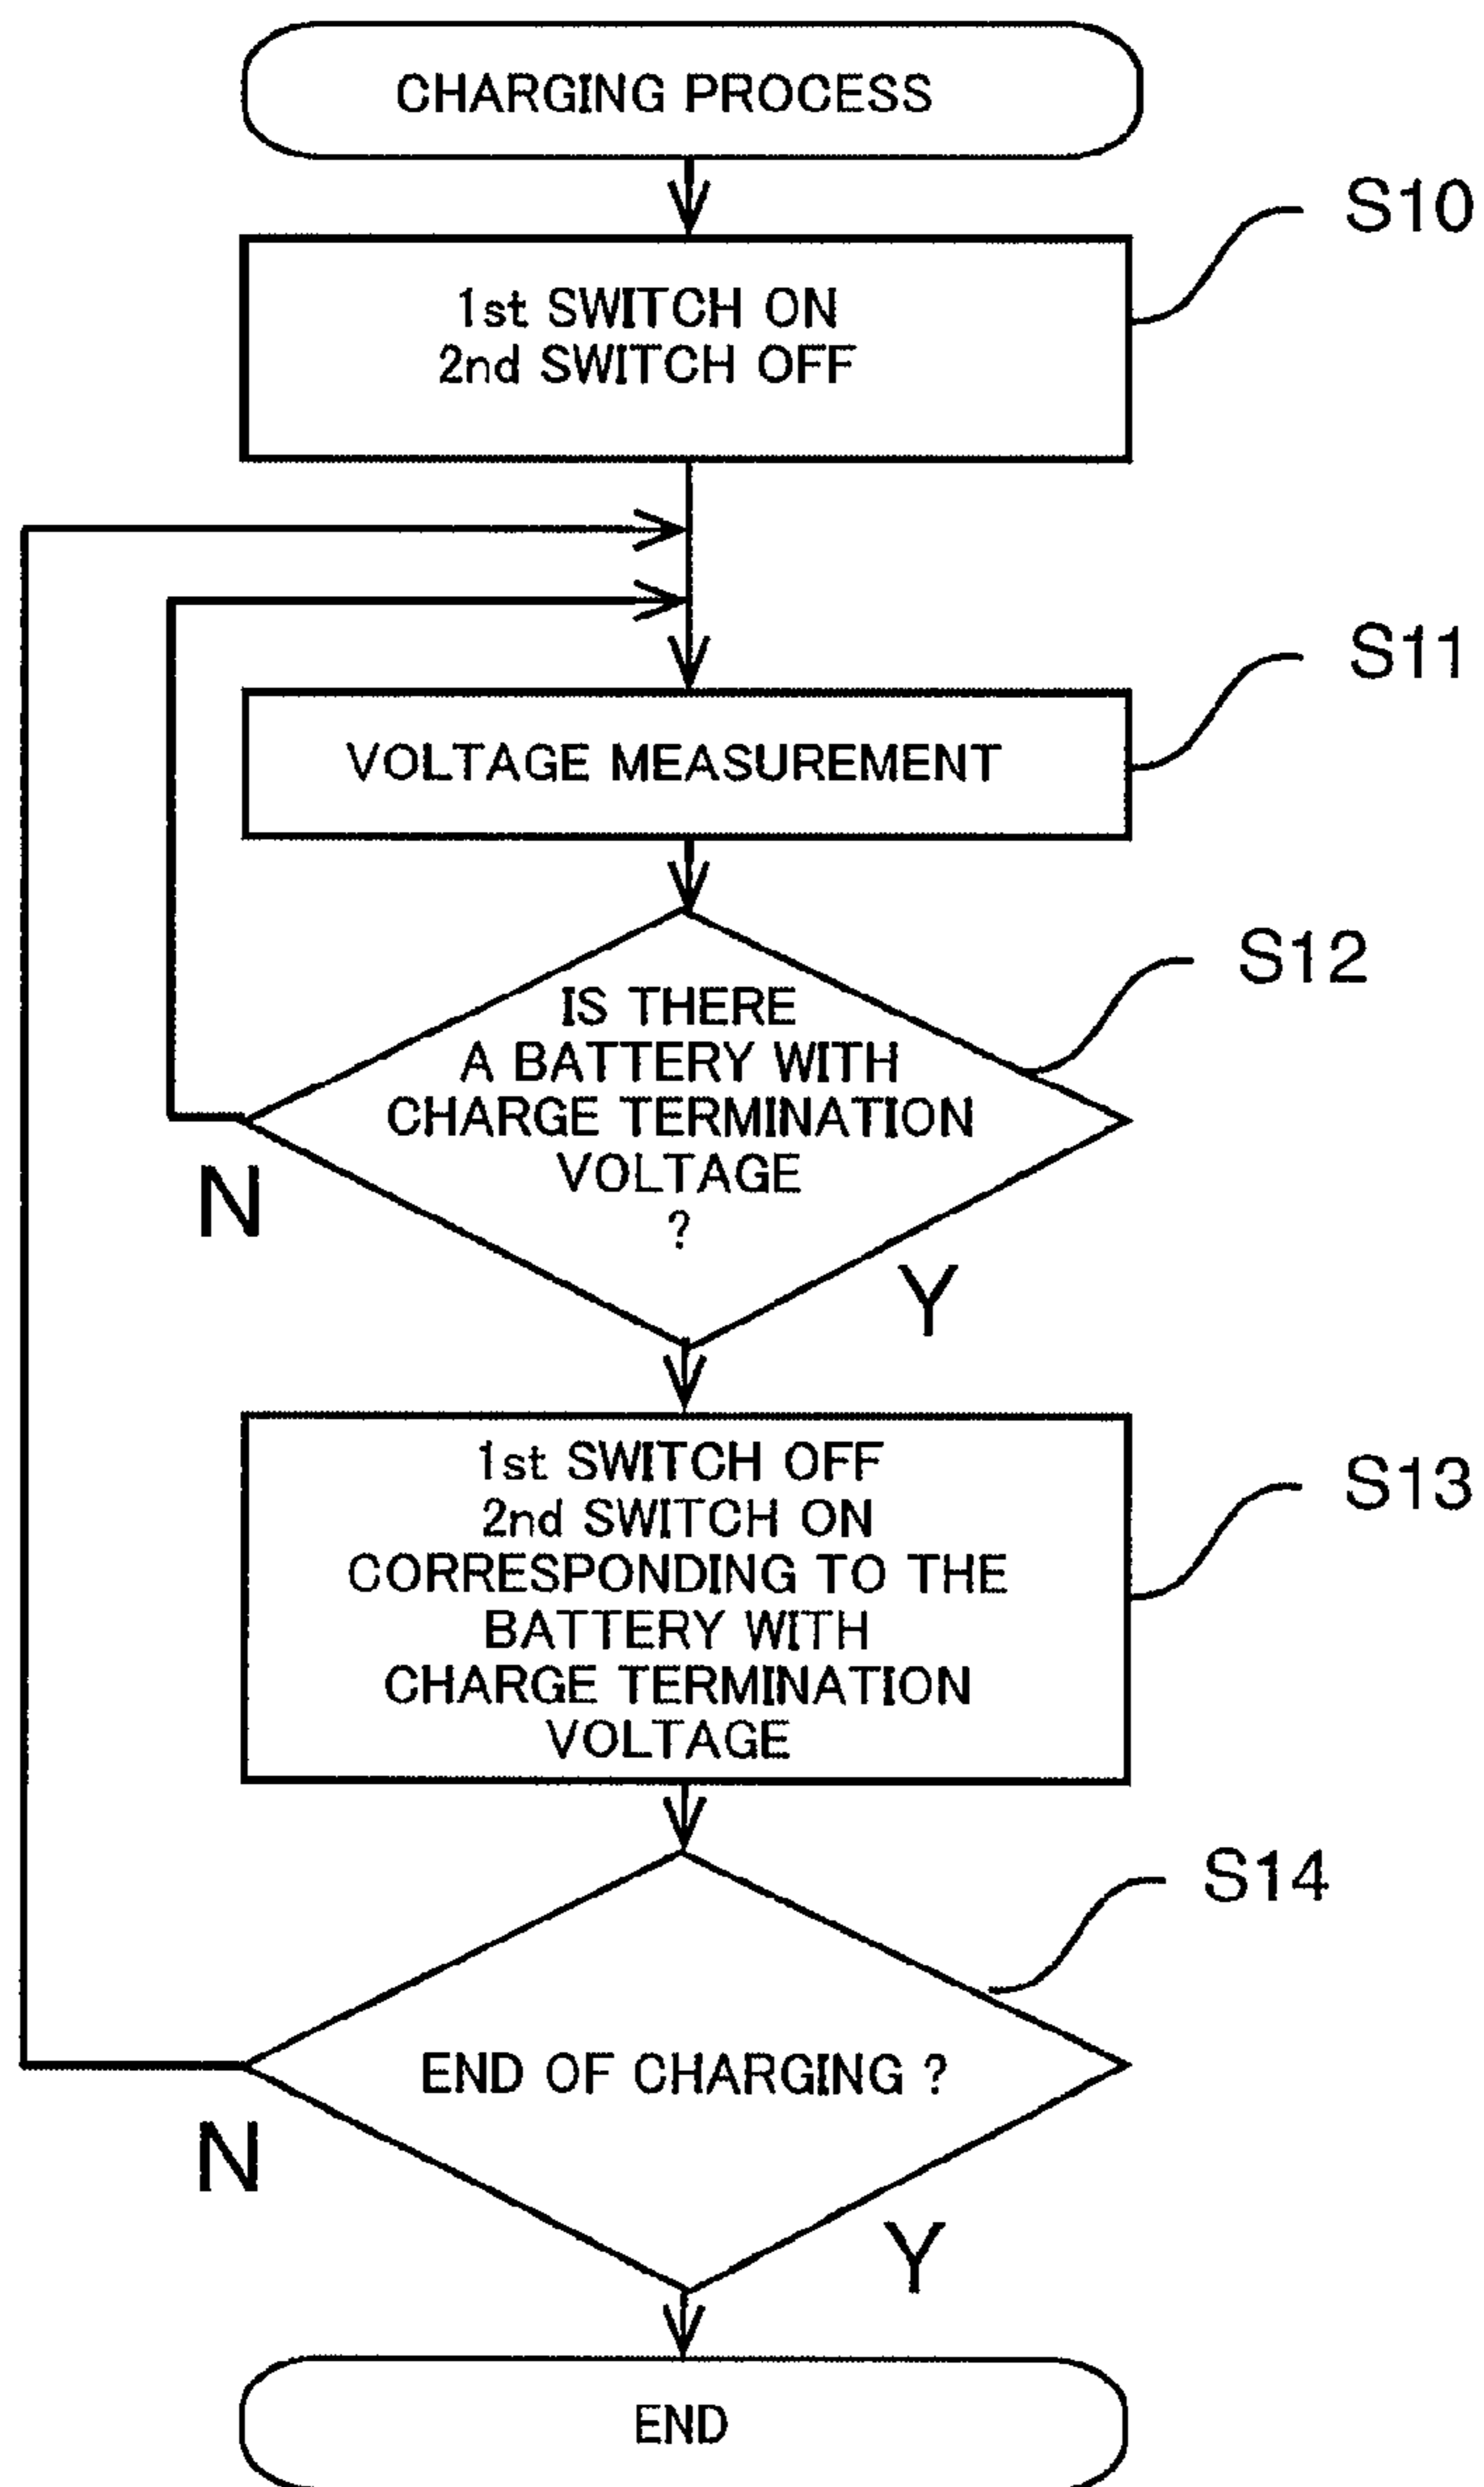 CHARGING PROCESS
S10
1st SWITCH ON
2nd SWITCH OFF
S11
VOLTAGE MEASUREMENT
S12
IS THERE
A BATTERY WITH
CHARGE TERMINATION
VOLTAGE
?
N
Y
1st SWITCH OFF
2nd SWITCH ON
CORRESPONDING TO THE
BATTERY WITH
CHARGE TERMINATION
VOLTAGE
S13
S14
END OF CHARGING ?
N
Y
END